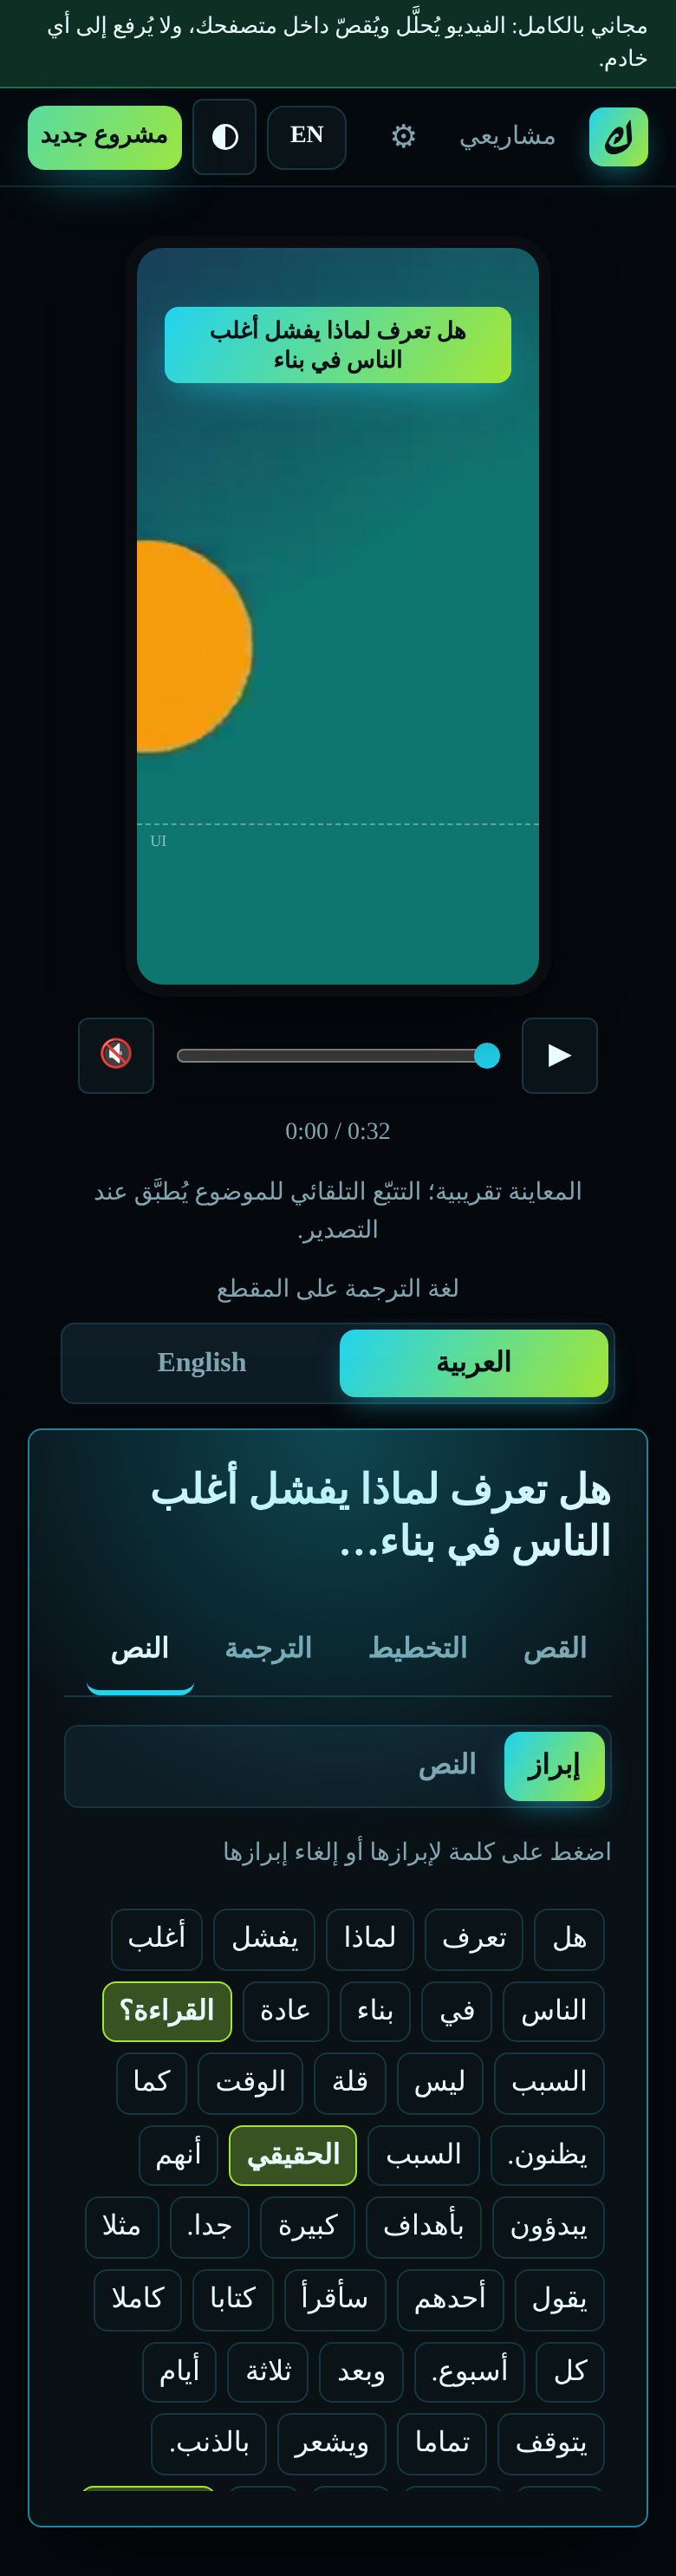 مجاني بالكامل: الفيديو يُحلَّل ويُقصّ داخل متصفحك، ولا يُرفع إلى أي
خادم.
ك مشاريعي EN مشروع جديد
هل تعرف لماذا يفشل أغلب
الناس في بناء
UI
0:00 / 0:32
المعاينة تقريبية؛ التتبّع التلقائي للموضوع يُطبَّق عند
التصدير.
لغة الترجمة على المقطع
العربية English
هل تعرف لماذا يفشل أغلب
الناس في بناء...
القص التخطيط الترجمة النص
إبراز النص
اضغط على كلمة لإبرازها أو إلغاء إبرازها
هل تعرف لماذا يفشل أغلب
الناس في بناء عادة القراءة؟
السبب ليس قلة الوقت كما
يظنون. السبب الحقيقي أنهم
يبدؤون بأهداف كبيرة جدا. مثلا
يقول أحدهم سأقرأ كتابا كاملا
كل أسبوع. وبعد ثلاثة أيام
يتوقف تماما ويشعر بالذنب.